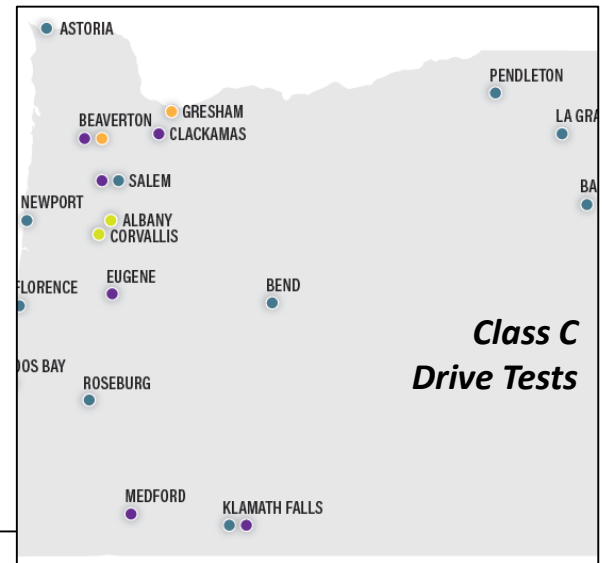 ASTORIA
PENDLETON
GRESHAM
BEAVERTON
LA GRA
CLACKAMAS
SALEM
BA
NEWPORT
ALBANY
CORVALLIS
EUGENE
FLORENCE
BEND
Class C
Drive Tests
OOS BAY
ROSEBURG
MEDFORD
KLAMATH FALLS